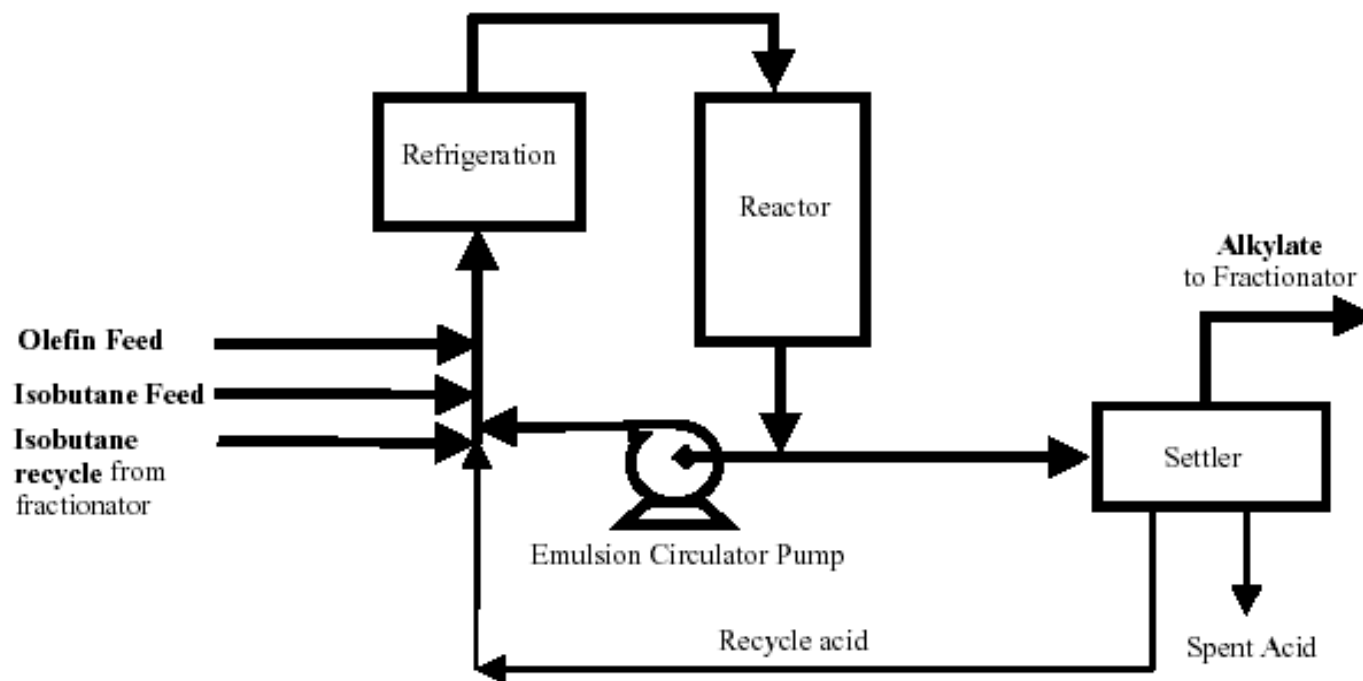 Refrigeration
Reactor
Alkylate
to Fractionator
Olefin Feed
Isobutane Feed
Isobutane
recycle from
fractionator
Settler
Emulsion Circulator Pump
Recycle acid
Spent Acid